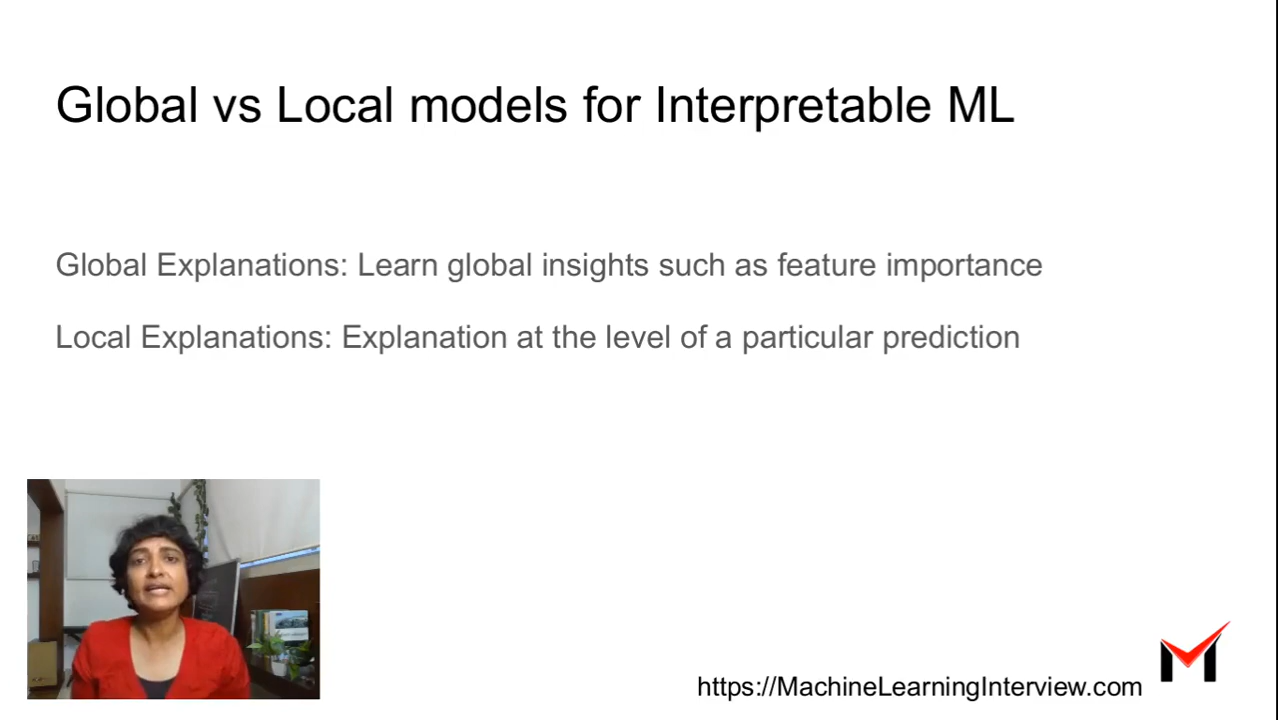 Global vs Local models for Interpretable ML
Global Explanations: Learn global insights such as feature importance
Local Explanations: Explanation at the level of a particular prediction
https://MachineLearningInterview.com